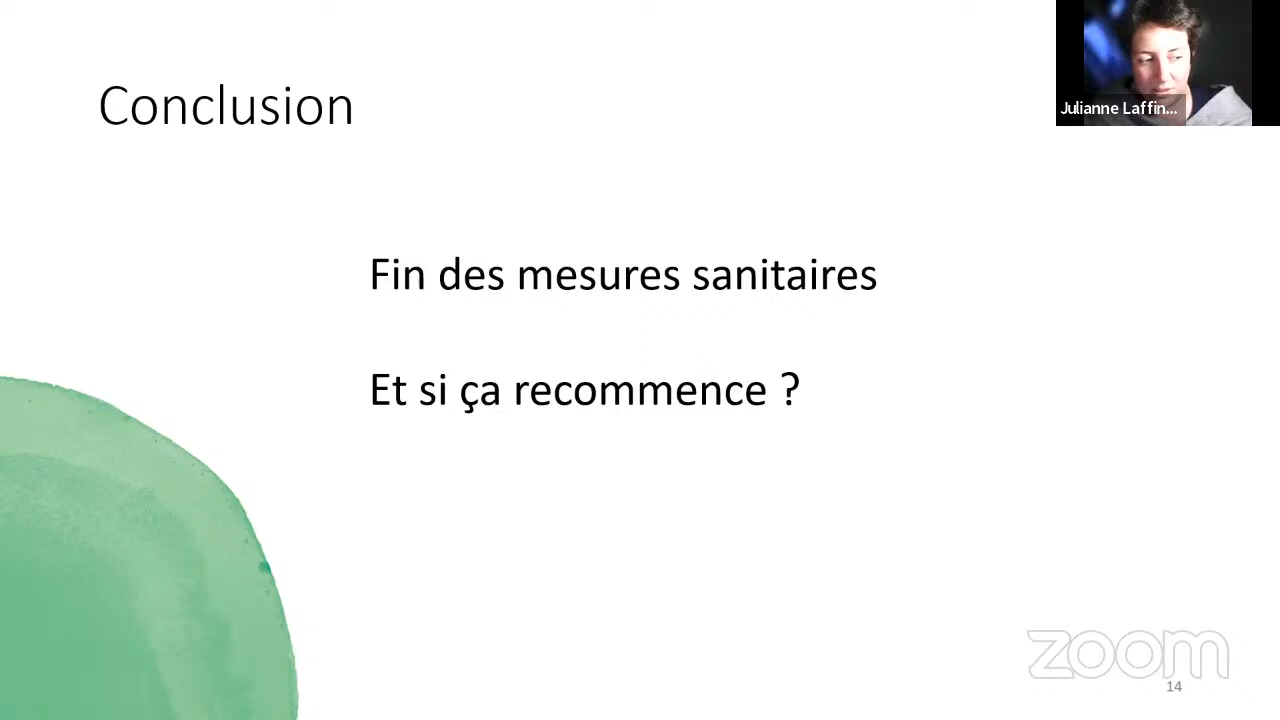 Julianne Laffin...
Conclusion
Fin des mesures sanitaires
Et si ça recommence ?
zoom
14